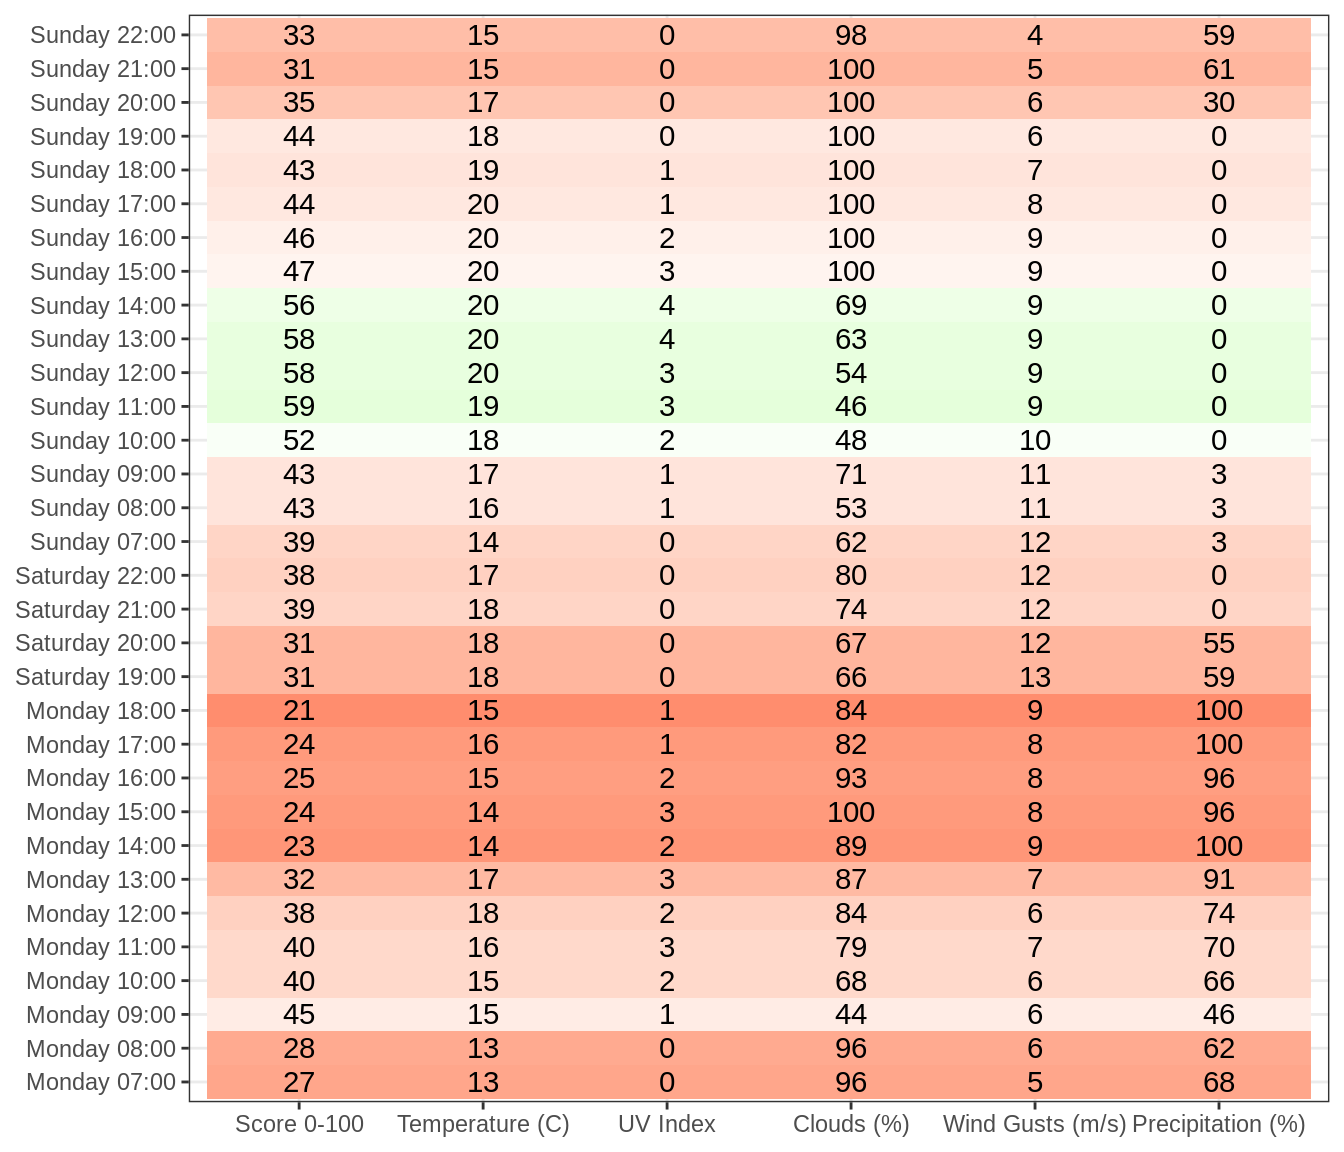 Sunday 22:00 33 15 0 98 4 59
Sunday 21:00 31 15 0 100 5 61
Sunday 20:00 35 17 0 100 6 30
Sunday 19:00 44 18 0 100 6 0
Sunday 18:00 43 19 1 100 7 0
Sunday 17:00 44 20 1 100 8 0
Sunday 16:00 46 20 2 100 9 0
Sunday 15:00 47 20 3 100 9 0
Sunday 14:00 56 20 4 69 9 0
Sunday 13:00 58 20 4 63 9 0
Sunday 12:00 58 20 3 54 9 0
Sunday 11:00 59 19 3 46 9 0
Sunday 10:00 52 18 2 48 10 0
Sunday 09:00 43 17 1 71 11 3
Sunday 08:00 43 16 1 53 11 3
Sunday 07:00 39 14 0 62 12 3
Saturday 22:00 38 17 0 80 12 0
Saturday 21:00 39 18 0 74 12 0
Saturday 20:00 31 18 0 67 12 55
Saturday 19:00 31 18 0 66 13 59
Monday 18:00 21 15 1 84 9 100
Monday 17:00 24 16 1 82 8 100
Monday 16:00 25 15 2 93 8 96
Monday 15:00 24 14 3 100 8 96
Monday 14:00 23 14 2 89 9 100
Monday 13:00 32 17 3 87 7 91
Monday 12:00 38 18 2 84 6 74
Monday 11:00 40 16 3 79 7 70
Monday 10:00 40 15 2 68 6 66
Monday 09:00 45 15 1 44 6 46
Monday 08:00 28 13 0 96 6 62
Monday 07:00 27 13 0 96 5 68
Score 0-100 Temperature (C) UV Index Clouds (%) Wind Gusts (m/s) Precipitation (%)